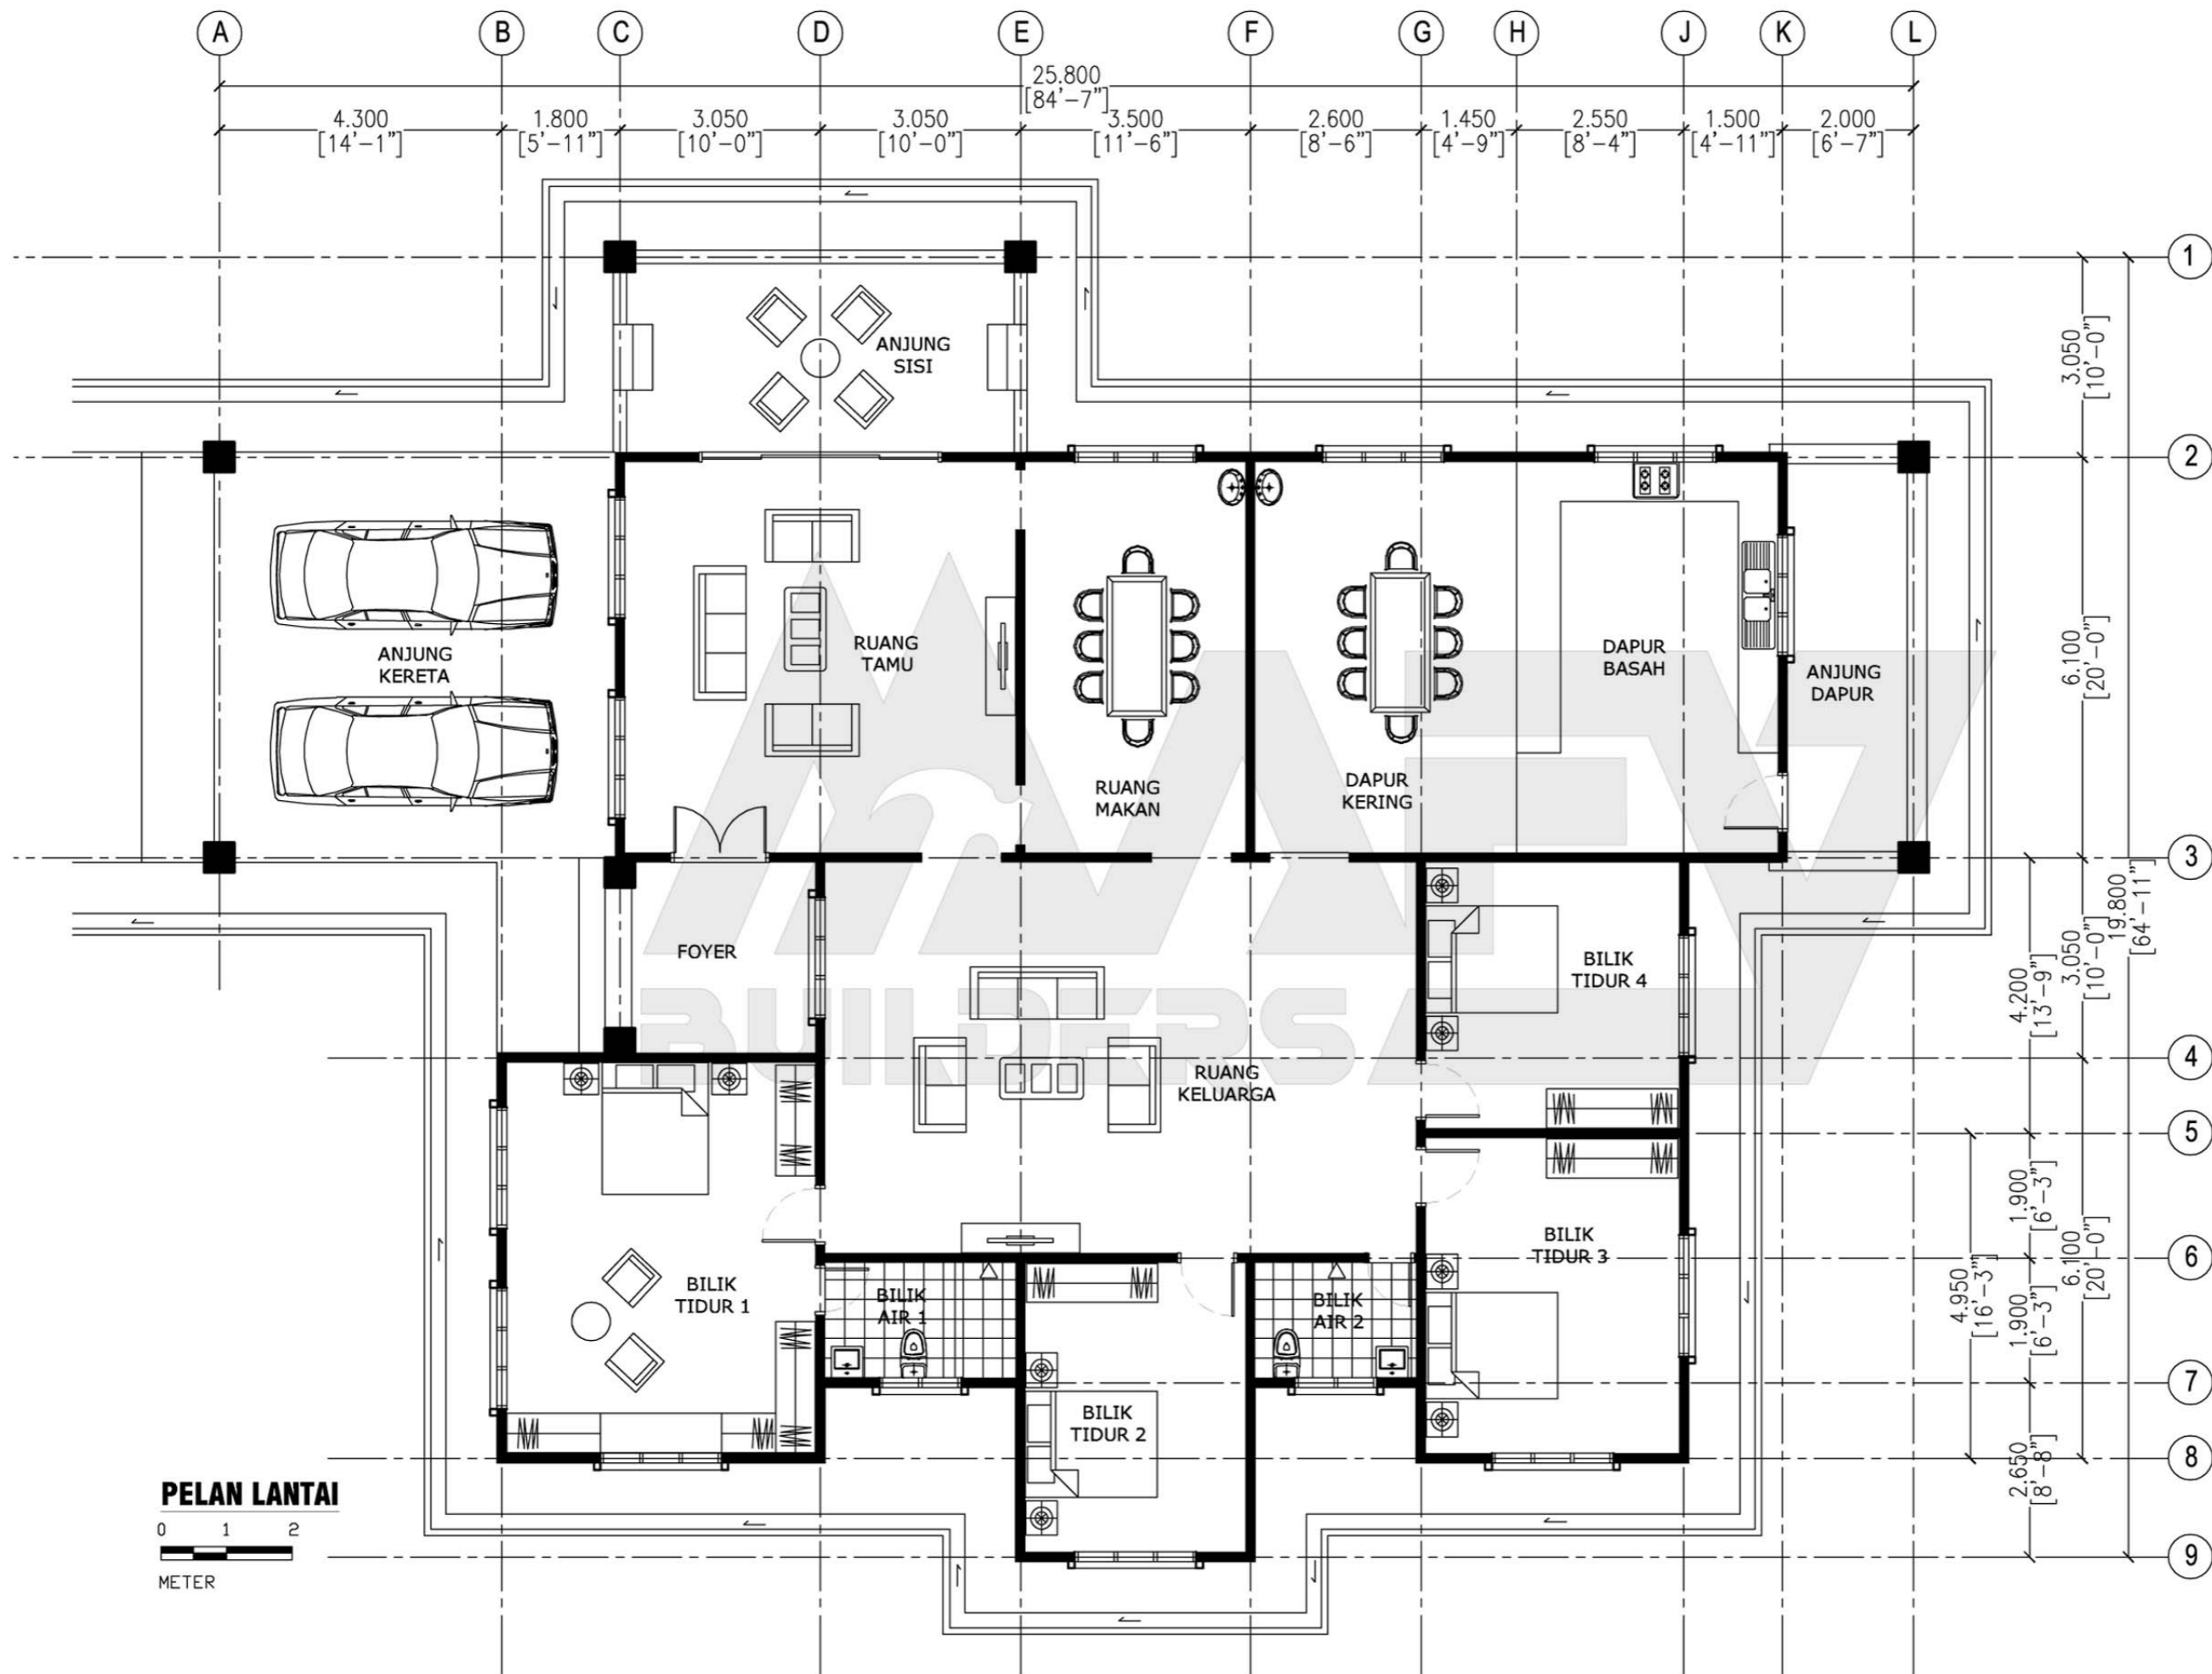 A B C D E F G H J K L
25.800
[84'-7"]
4.300 1.800 3.050 3.050 3.500 2.600 1.450 2.550 1.500 2.000
[14'-1"] [5'-11"] [10'-0"] [10'-0"] [11'-6"] [8'-6"] [4'-9"] [8'-4"] [4'-11"] [6'-7"]
1
3.050
[10'-0"]
ANJUNG
SISI
2
6.100
[20'-0"]
ANJUNG
KERETA
RUANG
TAMU
RUANG
MAKAN
DAPUR
KERING
DAPUR
BASAH
ANJUNG
DAPUR
3
19.800
[64'-11"]
3.050
[10'-0"]
4.200
[13'-9"]
FOYER
BILIK
TIDUR 4
BUILDERS
4
RUANG
KELUARGA
5
1.900
[6'-3"]
6.100
[20'-0"]
4.950
[16'-3"]
1.900
[6'-3"]
6
BILIK
TIDUR 3
BILIK
TIDUR 1
BILIK
AIR 1
BILIK
AIR 2
7
BILIK
TIDUR 2
8
2.650
[8'-8"]
9
PELAN LANTAI
0 1 2
METER